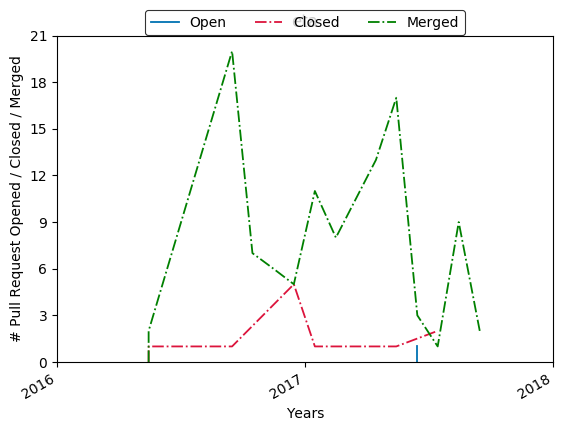 Open Closed Merged
21
18
15
12
9
6
3
0
# Pull Request Opened / Closed / Merged
2016 2017 2018
Years